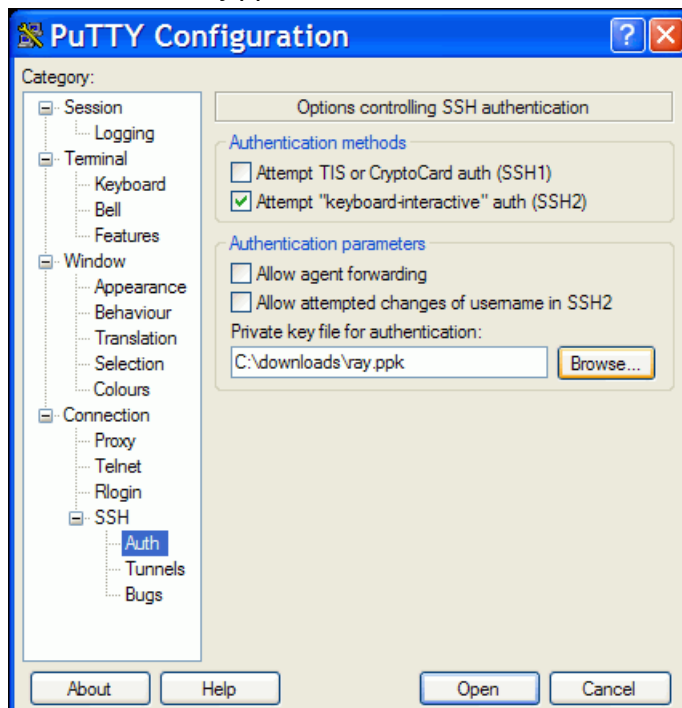 PuTTY Configuration
Category:
Session
Logging
Terminal
Keyboard
Bell
Features
Window
Appearance
Behaviour
Translation
Selection
Colours
Connection
Proxy
Telnet
Rlogin
SSH
Auth
Tunnels
Bugs
Options controlling SSH authentication
Authentication methods
Attempt TIS or CryptoCard auth (SSH1)
Attempt "keyboard-interactive" auth (SSH2)
Authentication parameters
Allow agent forwarding
Allow attempted changes of username in SSH2
Private key file for authentication:
C:\downloads\ray.ppk
Browse...
About
Help
Open
Cancel